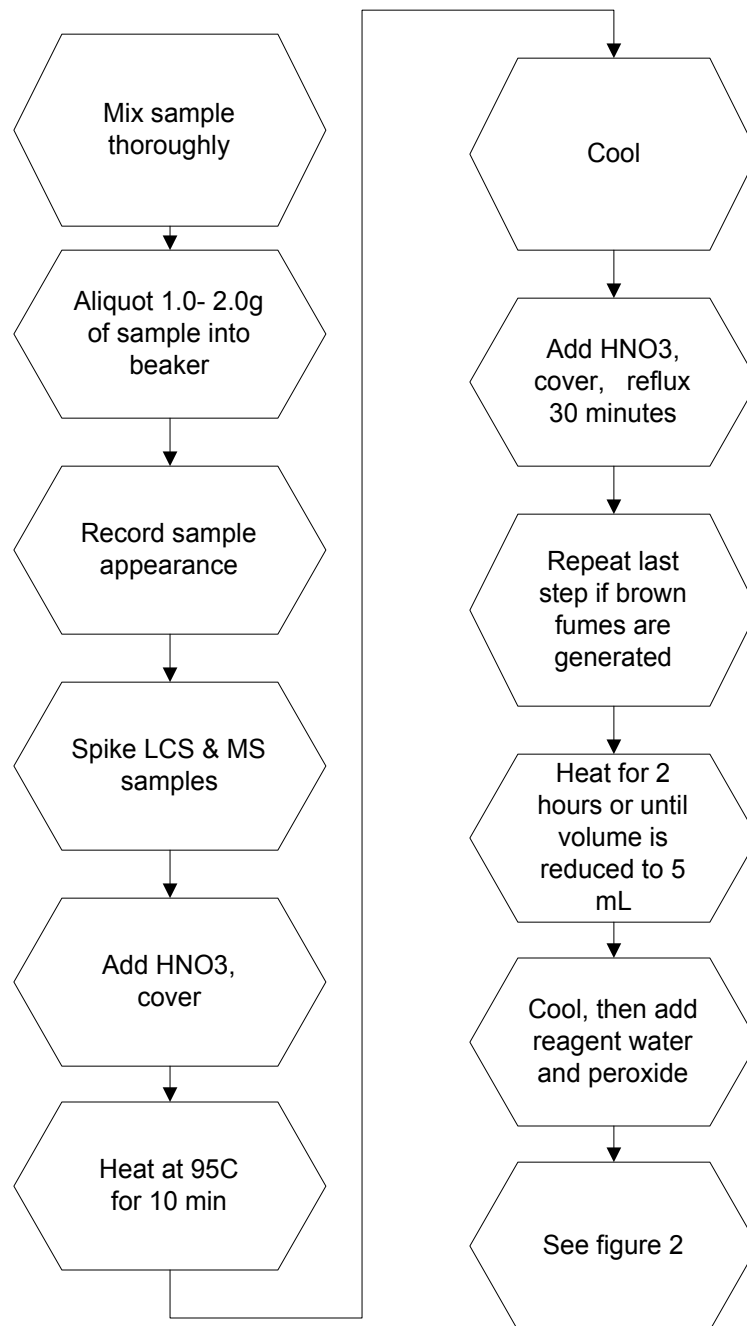 Mix sample
thoroughly
Aliquot 1.0- 2.0g
of sample into
beaker
Record sample
appearance
Spike LCS & MS
samples
Add HNO3,
cover
Heat at 95C
for 10 min
Cool
Add HNO3,
cover, reflux
30 minutes
Repeat last
step if brown
fumes are
generated
Heat for 2
hours or until
volume is
reduced to 5
mL
Cool, then add
reagent water
and peroxide
See figure 2